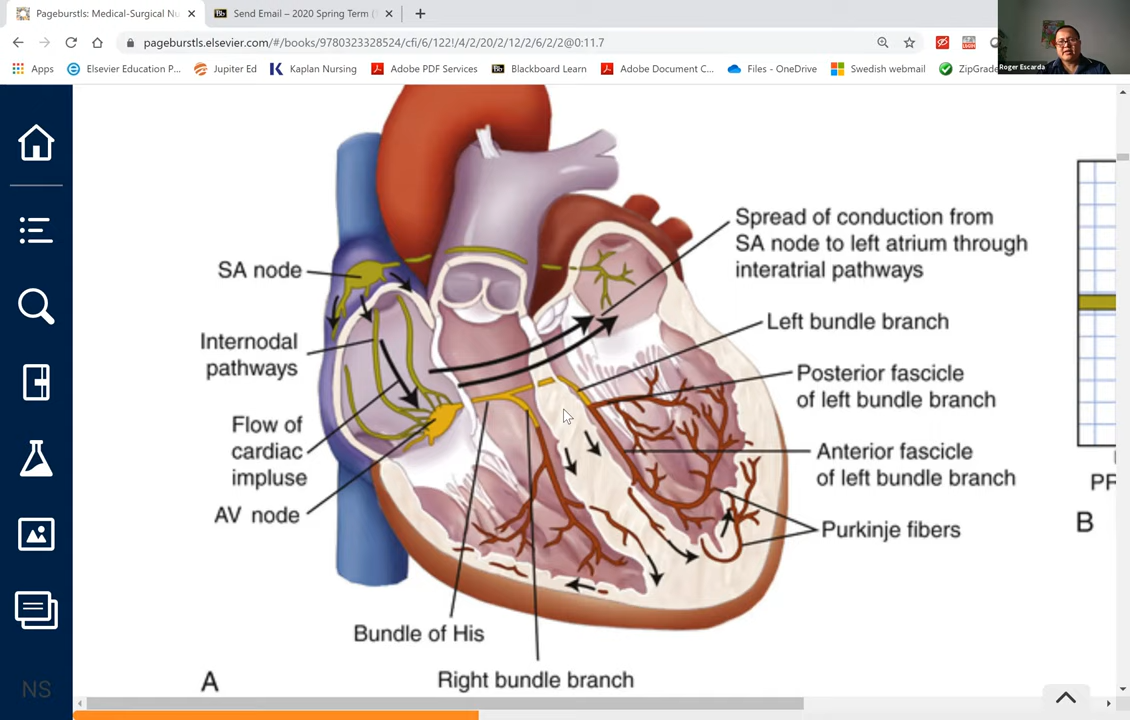 Pageburstls: Medical-Surgical Nu
Send Email – 2020 Spring Term (
pageburstls.elsevier.com/#/books/9780323328524/cfi/6/122!/4/2/20/2/12/2/6/2/2@0:11.7
Apps
Elsevier Education P...
Jupiter Ed
Kaplan Nursing
Adobe PDF Services
Bb
Blackboard Learn
Adobe Document C...
Files - OneDrive
Swedish webmail
ZipGrade
Roger Escarda
Spread of conduction from
SA node to left atrium through
interatrial pathways
SA node
Left bundle branch
Internodal
pathways
Posterior fascicle
of left bundle branch
Flow of
cardiac
impluse
Anterior fascicle
of left bundle branch
AV node
Purkinje fibers
Bundle of His
Right bundle branch
A
PR
B
NS